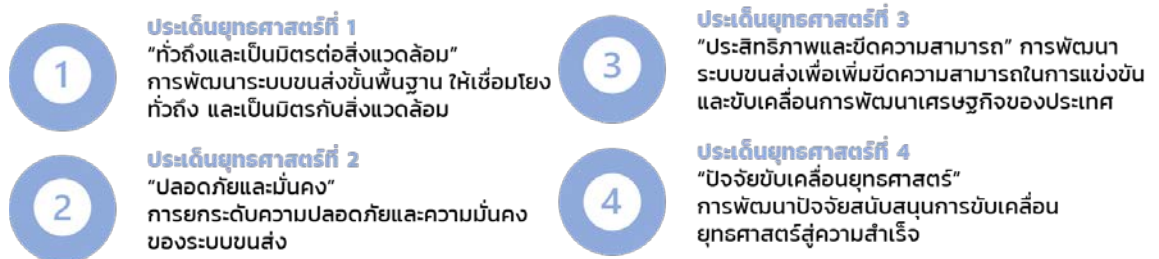 1
ประเด็นยุทธศาสตร์ที่ 1
“ทั่วถึงและเป็นมิตรต่อสิ่งแวดล้อม”
การพัฒนาระบบขนส่งขั้นพื้นฐาน ให้เชื่อมโยง
ทั่วถึง และเป็นมิตรกับสิ่งแวดล้อม
2
ประเด็นยุทธศาสตร์ที่ 2
“ปลอดภัยและมั่นคง”
การยกระดับความปลอดภัยและความมั่นคง
ของระบบขนส่ง
3
ประเด็นยุทธศาสตร์ที่ 3
“ประสิทธิภาพและขีดความสามารถ” การพัฒนา
ระบบขนส่งเพื่อเพิ่มขีดความสามารถในการแข่งขัน
และขับเคลื่อนการพัฒนาเศรษฐกิจของประเทศ
4
ประเด็นยุทธศาสตร์ที่ 4
“ปัจจัยขับเคลื่อนยุทธศาสตร์”
การพัฒนาปัจจัยสนับสนุนการขับเคลื่อน
ยุทธศาสตร์สู่ความสำเร็จ